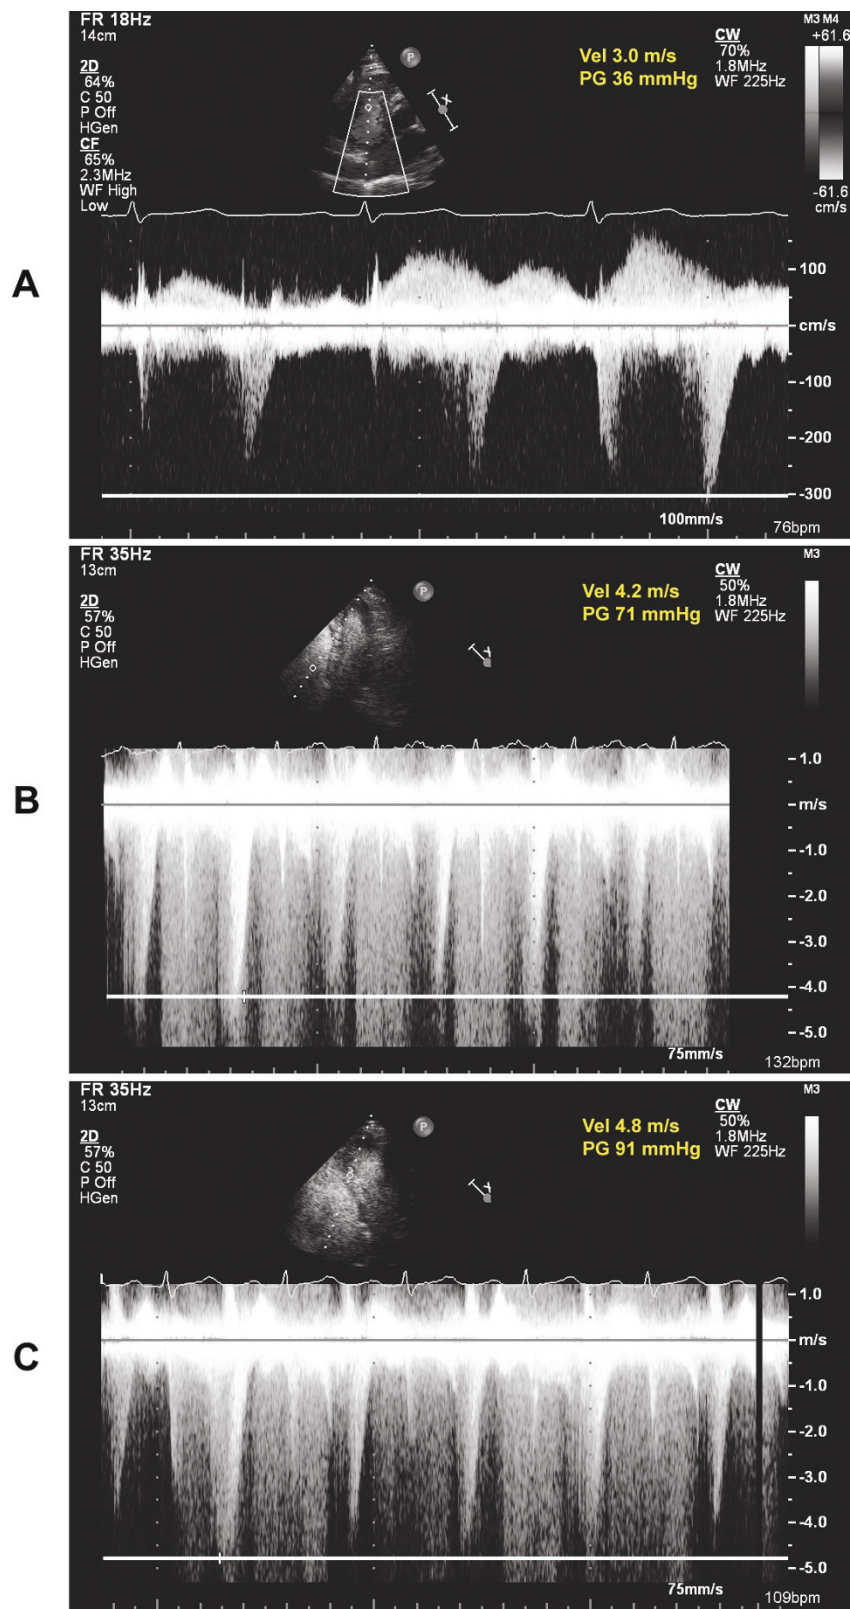 A
FR 18Hz
14cm
2D
64%
C 50
P Off
HGen
CF
65%
2.3MHz
WF High
Low
P
X
Vel 3.0 m/s
PG 36 mmHg
CW
70%
1.8MHz
WF 225Hz
M3 M4
+61.6
-61.6
cm/s
100
cm/s
-100
-200
-300
100mm/s
76bpm
B
FR 35Hz
13cm
2D
57%
C 50
P Off
HGen
P
Vel 4.2 m/s
PG 71 mmHg
CW
50%
1.8MHz
WF 225Hz
M3
1.0
m/s
-1.0
-2.0
-3.0
-4.0
-5.0
75mm/s
132bpm
C
FR 35Hz
13cm
2D
57%
C 50
P Off
HGen
P
Vel 4.8 m/s
PG 91 mmHg
CW
50%
1.8MHz
WF 225Hz
M3
1.0
m/s
-1.0
-2.0
-3.0
-4.0
-5.0
75mm/s
109bpm